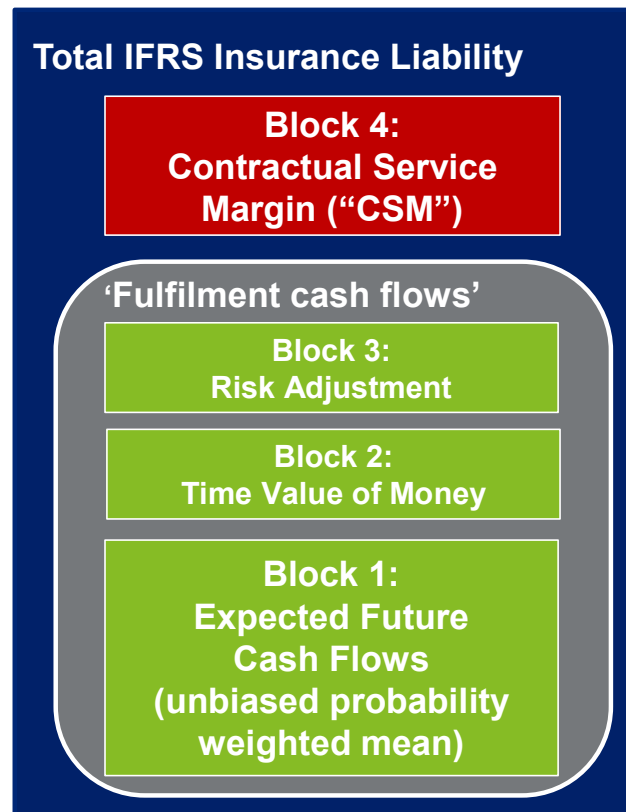 Total IFRS Insurance Liability
Block 4:
Contractual Service
Margin (“CSM”)
‘Fulfilment cash flows’
Block 3:
Risk Adjustment
Block 2:
Time Value of Money
Block 1:
Expected Future
Cash Flows
(unbiased probability
weighted mean)